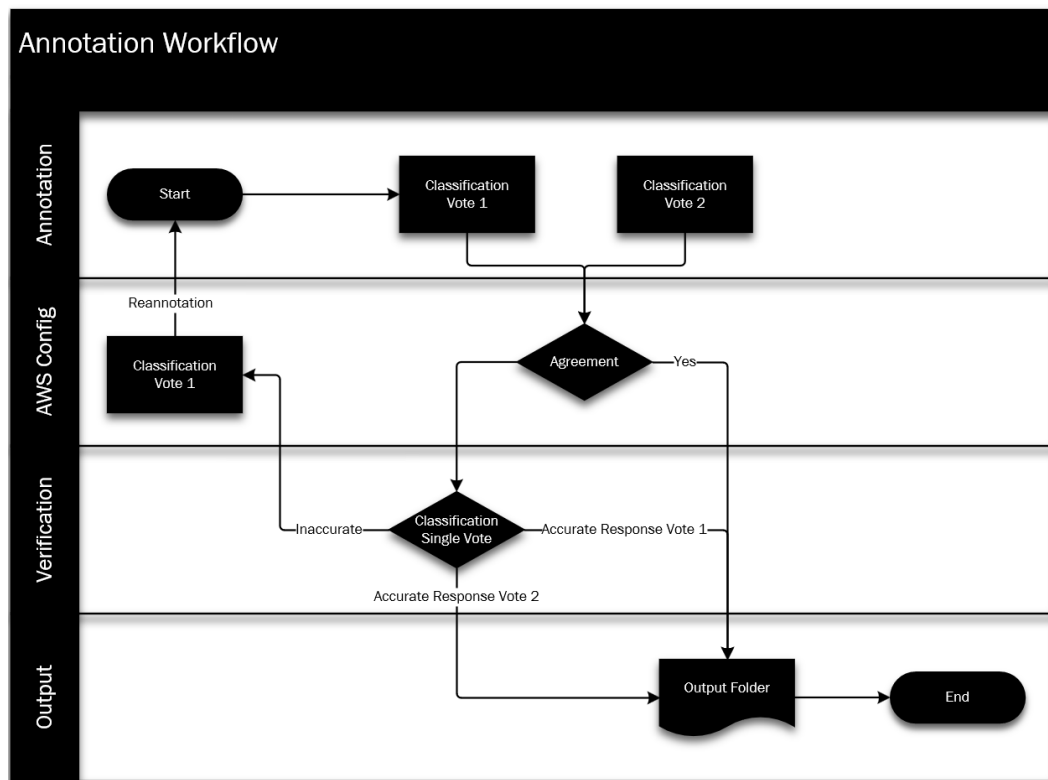 Annotation Workflow
Annotation
Start
Classification
Vote 1
Classification
Vote 2
AWS Config
Reannotation
Classification
Vote 1
Agreement
Yes
Verification
Inaccurate
Classification
Single Vote
Accurate Response Vote 1
Accurate Response Vote 2
Output
Output Folder
End